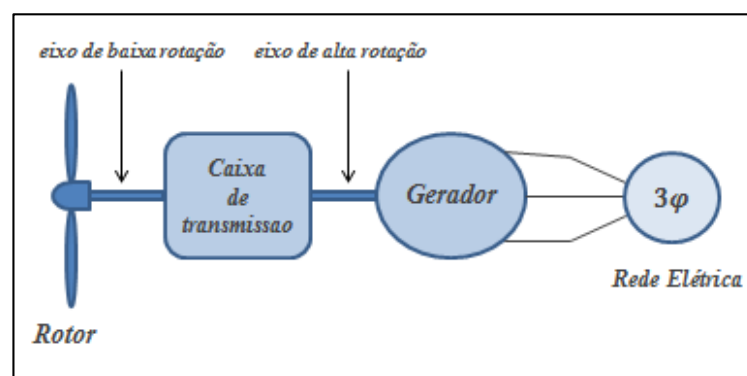 eixo de baixa rotação
eixo de alta rotação
Caixa
de
transmissao
Gerador
3φ
Rede Elétrica
Rotor